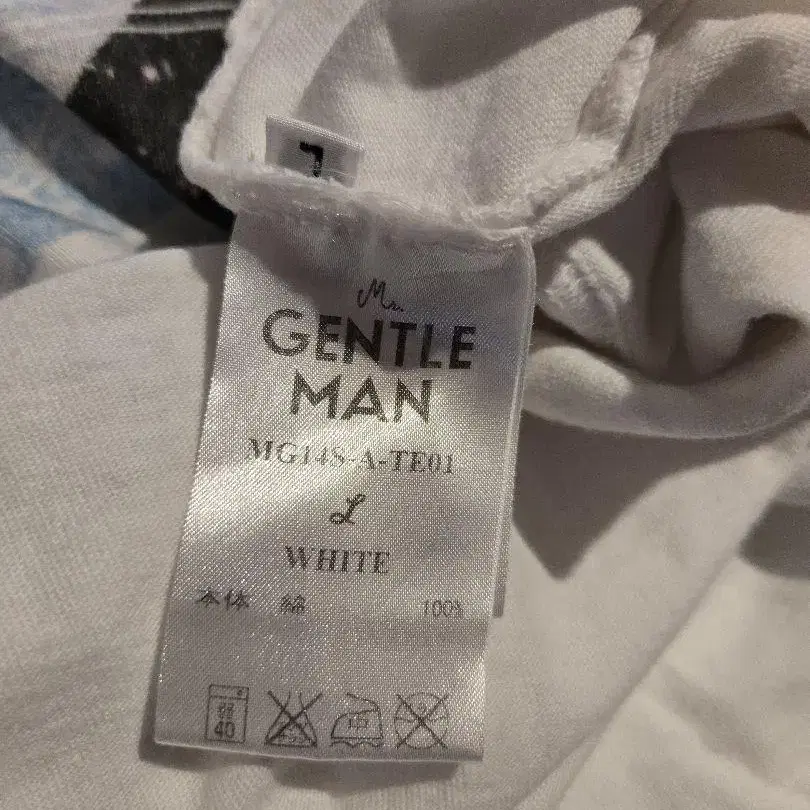 L
Mr.
GENTLE
MAN
MG14S-A-TE01
L
WHITE
本体 綿 100%
40